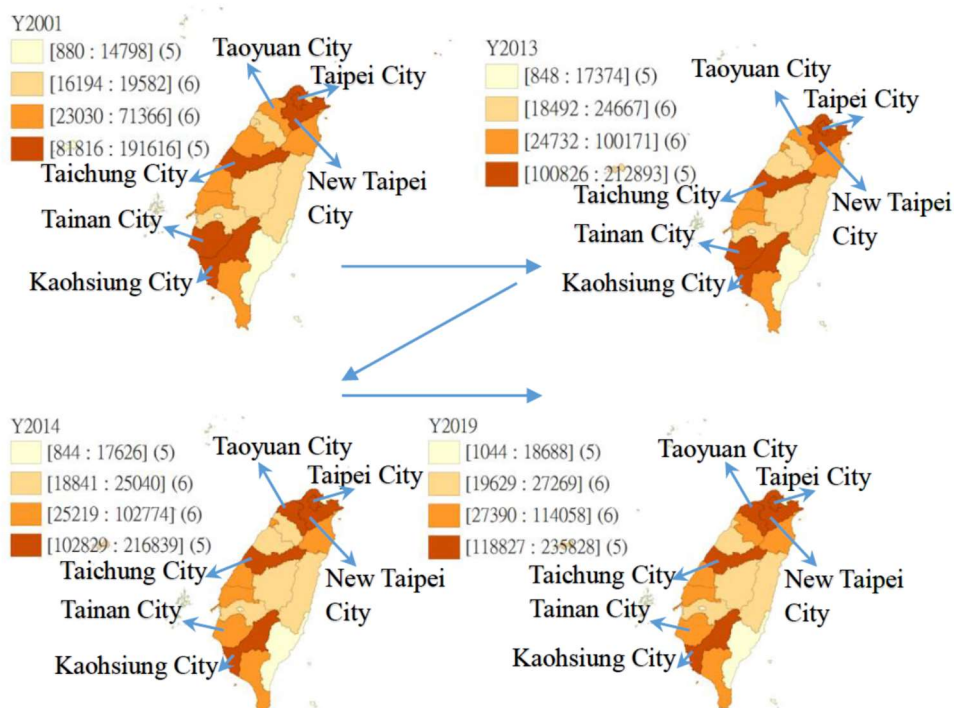 Y2001
[880 : 14798] (5)
[16194 : 19582] (6)
[23030 : 71366] (6)
[81816 : 191616] (5)
Taoyuan City
Taipei City
Taichung City
New Taipei
City
Tainan City
Kaohsiung City
Y2013
[848 : 17374] (5)
[18492 : 24667] (6)
[24732 : 100171] (6)
[100826 : 212893] (5)
Taoyuan City
Taipei City
Taichung City
New Taipei
City
Tainan City
Kaohsiung City
Y2014
[844 : 17626] (5)
[18841 : 25040] (6)
[25219 : 102774] (6)
[102829 : 216839] (5)
Taoyuan City
Taipei City
Taichung City
New Taipei
City
Tainan City
Kaohsiung City
Y2019
[1044 : 18688] (5)
[19629 : 27269] (6)
[27390 : 114058] (6)
[118827 : 235828] (5)
Taoyuan City
Taipei City
Taichung City
New Taipei
City
Tainan City
Kaohsiung City